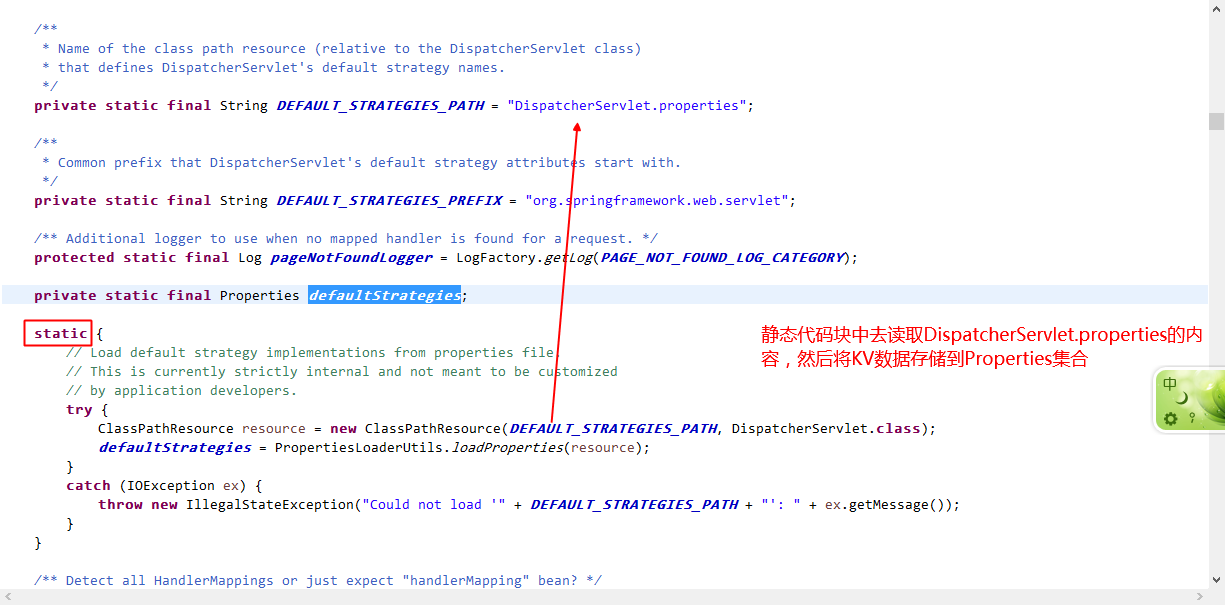 /**
* Name of the class path resource (relative to the DispatcherServlet class)
* that defines DispatcherServlet's default strategy names.
*/
private static final String DEFAULT_STRATEGIES_PATH = "DispatcherServlet.properties";
/**
* Common prefix that DispatcherServlet's default strategy attributes start with.
*/
private static final String DEFAULT_STRATEGIES_PREFIX = "org.springframework.web.servlet";
/** Additional logger to use when no mapped handler is found for a request. */
protected static final Log pageNotFoundLogger = LogFactory.getLog(PAGE_NOT_FOUND_LOG_CATEGORY);
private static final Properties defaultStrategies;
static {
// Load default strategy implementations from properties file.
// This is currently strictly internal and not meant to be customized
// by application developers.
try {
ClassPathResource resource = new ClassPathResource(DEFAULT_STRATEGIES_PATH, DispatcherServlet.class);
defaultStrategies = PropertiesLoaderUtils.loadProperties(resource);
}
catch (IOException ex) {
throw new IllegalStateException("Could not load '" + DEFAULT_STRATEGIES_PATH + "': " + ex.getMessage());
}
}
/** Detect all HandlerMappings or just expect "handlerMapping" bean? */
静态代码块中去读取DispatcherServlet.properties的内
容，然后将KV数据存储到Properties集合
中